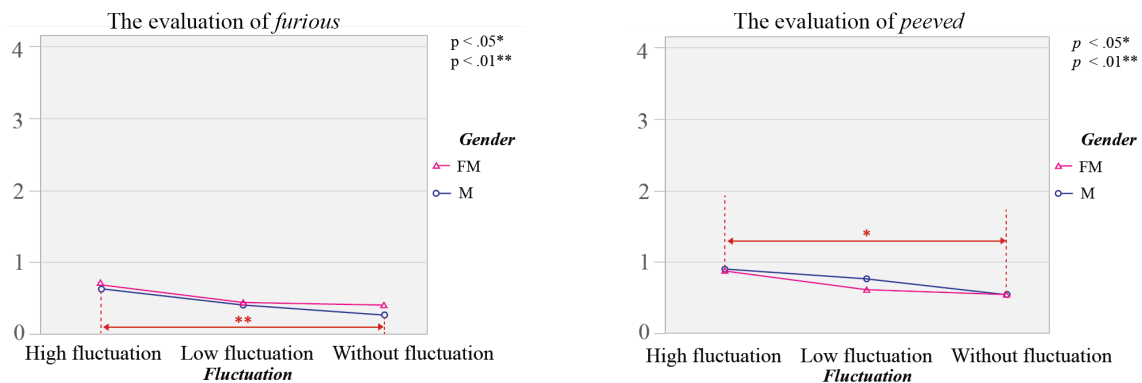 The evaluation of furious
4
3
2
1
0
p < .05*
p < .01**
Gender
FM
M
**
High fluctuation Low fluctuation Without fluctuation
Fluctuation
The evaluation of peeved
4
3
2
1
0
p < .05*
p < .01**
Gender
FM
M
*
High fluctuation Low fluctuation Without fluctuation
Fluctuation